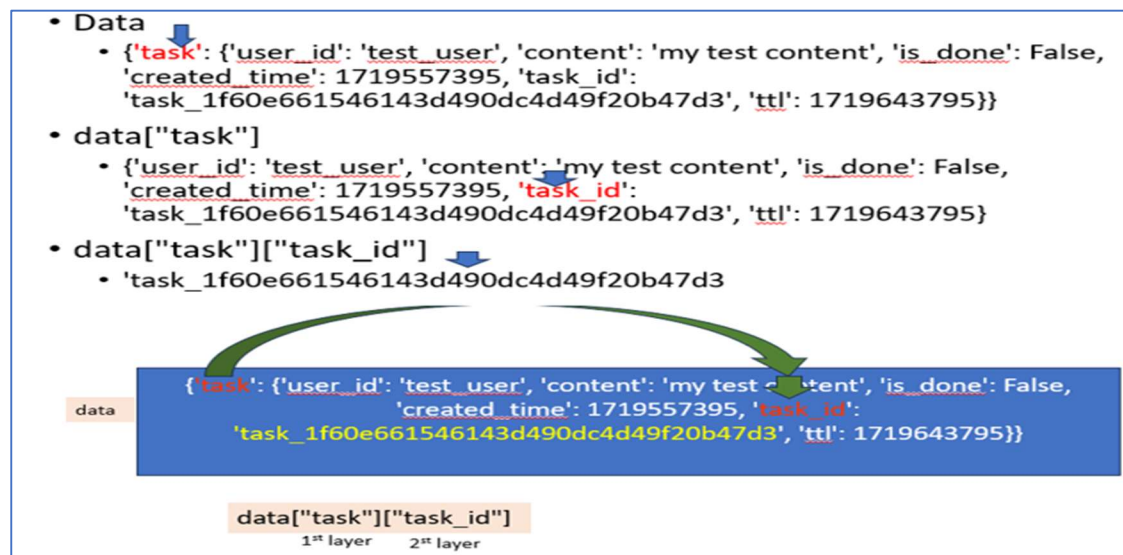 • Data
• {'task': {'user_id': 'test_user', 'content': 'my test content', 'is_done': False,
'created_time': 1719557395, 'task_id':
'task_1f60e661546143d490dc4d49f20b47d3', 'ttl': 1719643795}}
• data["task"]
• {'user_id': 'test_user', 'content': 'my test content', 'is_done': False,
'created_time': 1719557395, 'task_id':
'task_1f60e661546143d490dc4d49f20b47d3', 'ttl': 1719643795}
• data["task"]["task_id"]
• 'task_1f60e661546143d490dc4d49f20b47d3
{'task': {'user_id': 'test_user', 'content': 'my test content', 'is_done': False,
data
'created_time': 1719557395, 'task_id':
'task_1f60e661546143d490dc4d49f20b47d3', 'ttl': 1719643795}}
data["task"]["task_id"]
1st layer 2st layer